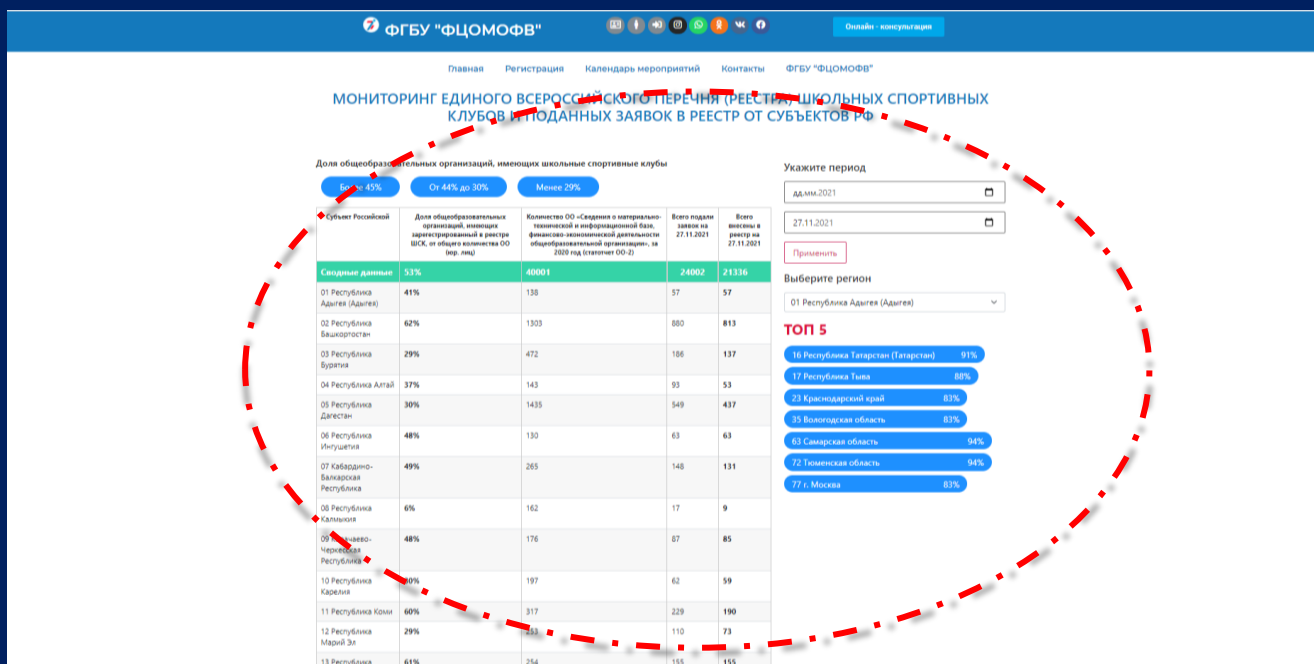 ФГБУ "ФЦОМОФВ"
Онлайн - консультация
Главная Регистрация Календарь мероприятий Контакты ФГБУ "ФЦОМОФВ"
МОНИТОРИНГ ЕДИНОГО ВСЕРОССИЙСКОГО ПЕРЕЧНЯ (РЕЕСТРА) ШКОЛЬНЫХ СПОРТИВНЫХ
КЛУБОВ И ПОДАННЫХ ЗАЯВОК В РЕЕСТР ОТ СУБЪЕКТОВ РФ
Доля общеобразовательных организаций, имеющих школьные спортивные клубы
Более 45% От 44% до 30% Менее 29%
Субъект Российской
Доля общеобразовательных
организаций, имеющих
зарегистрированный в реестре
ШСК, от общего количества ОО
(юр. лиц)
Количество ОО «Сведения о материально-
технической и информационной базе,
финансово-экономической деятельности
общеобразовательной организации», за
2020 год (статотчет ОО-2)
Всего подали
заявок на
27.11.2021
Всего
внесены в
реестр на
27.11.2021
Сводные данные 53% 40001 24002 21336
01 Республика 41% 138 57 57
Адыгея (Адыгея)
02 Республика 62% 1303 880 813
Башкортостан
03 Республика 29% 472 186 137
Бурятия
04 Республика Алтай 37% 143 93 53
05 Республика 30% 1435 549 437
Дагестан
06 Республика 48% 130 63 63
Ингушетия
07 Кабардино- 49% 265 148 131
Балкарская
Республика
08 Республика 6% 162 17 9
Калмыкия
09 Карачаево- 48% 176 87 85
Черкесская
Республика
10 Республика 197 62 59
Карелия
11 Республика Коми 60% 317 229 190
12 Республика 29% 253 110 73
Марий Эл
13 Республика 61% 254 155 155
Укажите период
дд.мм.2021
27.11.2021
Применить
Выберите регион
01 Республика Адыгея (Адыгея)
ТОП 5
16 Республика Татарстан (Татарстан) 91%
17 Республика Тыва 88%
23 Краснодарский край 83%
35 Вологодская область 83%
63 Самарская область 94%
72 Тюменская область 94%
77 г. Москва 83%